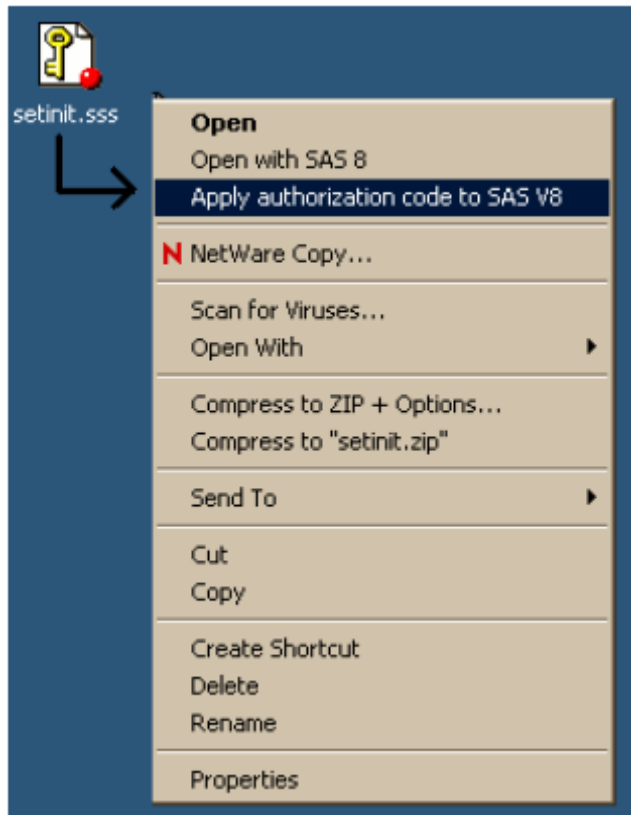 setinit.sss
Open
Open with SAS 8
Apply authorization code to SAS V8
N NetWare Copy...
Scan for Viruses...
Open With
Compress to ZIP + Options...
Compress to "setinit.zip"
Send To
Cut
Copy
Create Shortcut
Delete
Rename
Properties